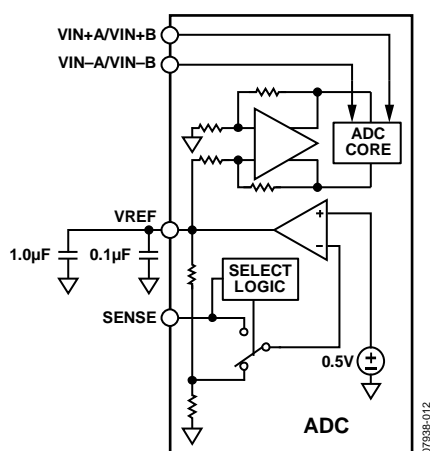 VIN+A/VIN+B
VIN–A/VIN–B
ADC
CORE
VREF
1.0µF
0.1µF
+
–
SELECT
LOGIC
SENSE
0.5V
+
–
ADC
07938-012